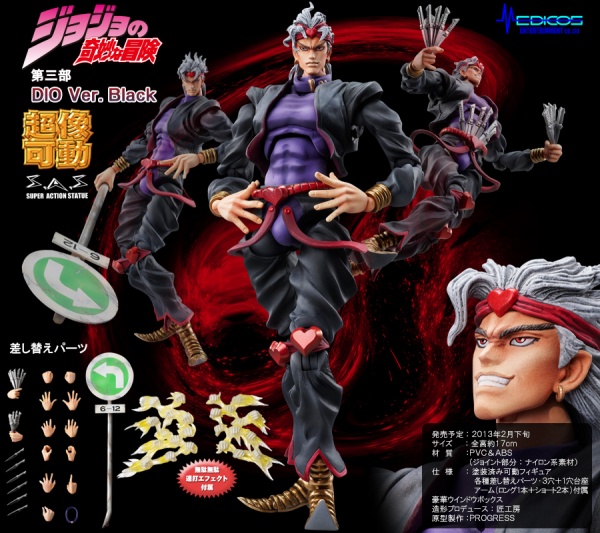 ジョジョの
奇妙な冒険
MEDICOS
ENTERTAINMENT CO.,LTD
第三部
DIO Ver. Black
超像
可動
S.A.S
SUPER ACTION STATUE
6-12
差し替えパーツ
6-12
無駄無駄
連打エフェクト
付属
発売予定:2013年2月下旬
サイズ:全高約17cm
材 質:PVC&ABS
(ジョイント部分:ナイロン系素材)
仕 様:塗装済み可動フィギュア
各種差し替えパーツ・3穴+1穴台座
アーム(ロング1本+ショート2本)付属
豪華ウインドウボックス
造形プロデュース:匠工房
原型製作:PROGRESS